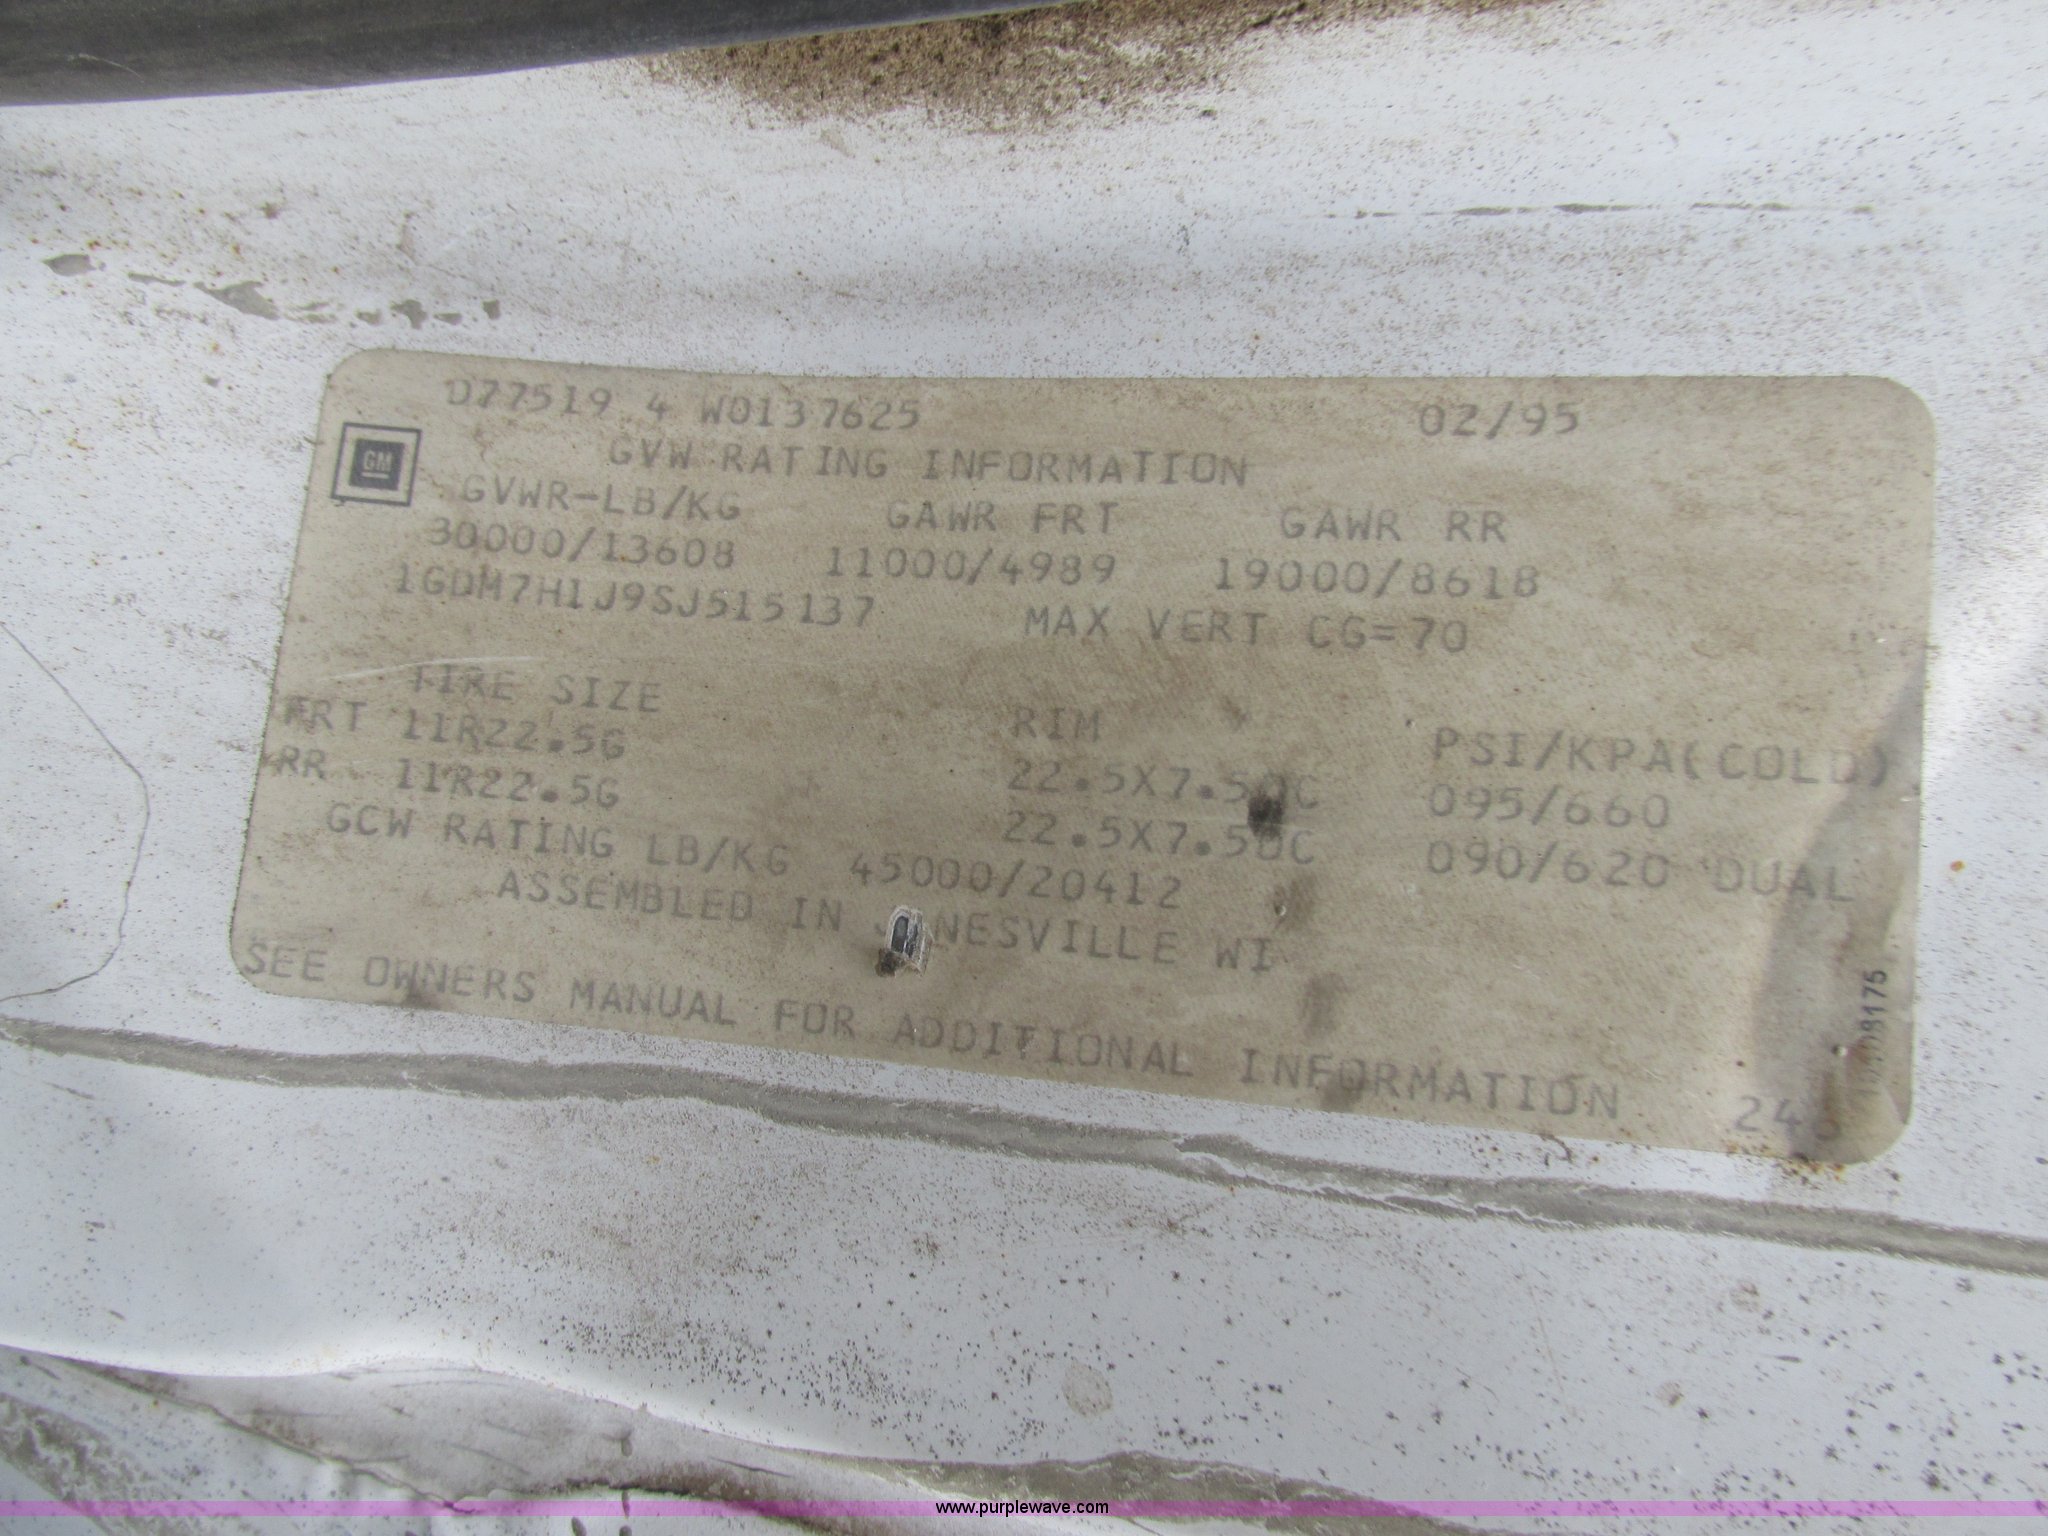 D77519 4 W0137625 02/95
GVW RATING INFORMATION
GM
GVWR-LB/KG GAWR FRT GAWR RR
30000/13608 11000/4989 19000/8618
1GDM7H1J9SJ515137 MAX VERT CG=70
TIRE SIZE RIM PSI/KPA(COLD)
FRT 11R22.5G 22.5X7.50C 095/660
RR 11R22.5G 22.5X7.50C 090/620 DUAL
GCW RATING LB/KG 45000/20412
ASSEMBLED IN JANESVILLE WI
SEE OWNERS MANUAL FOR ADDITIONAL INFORMATION
www.purplewave.com